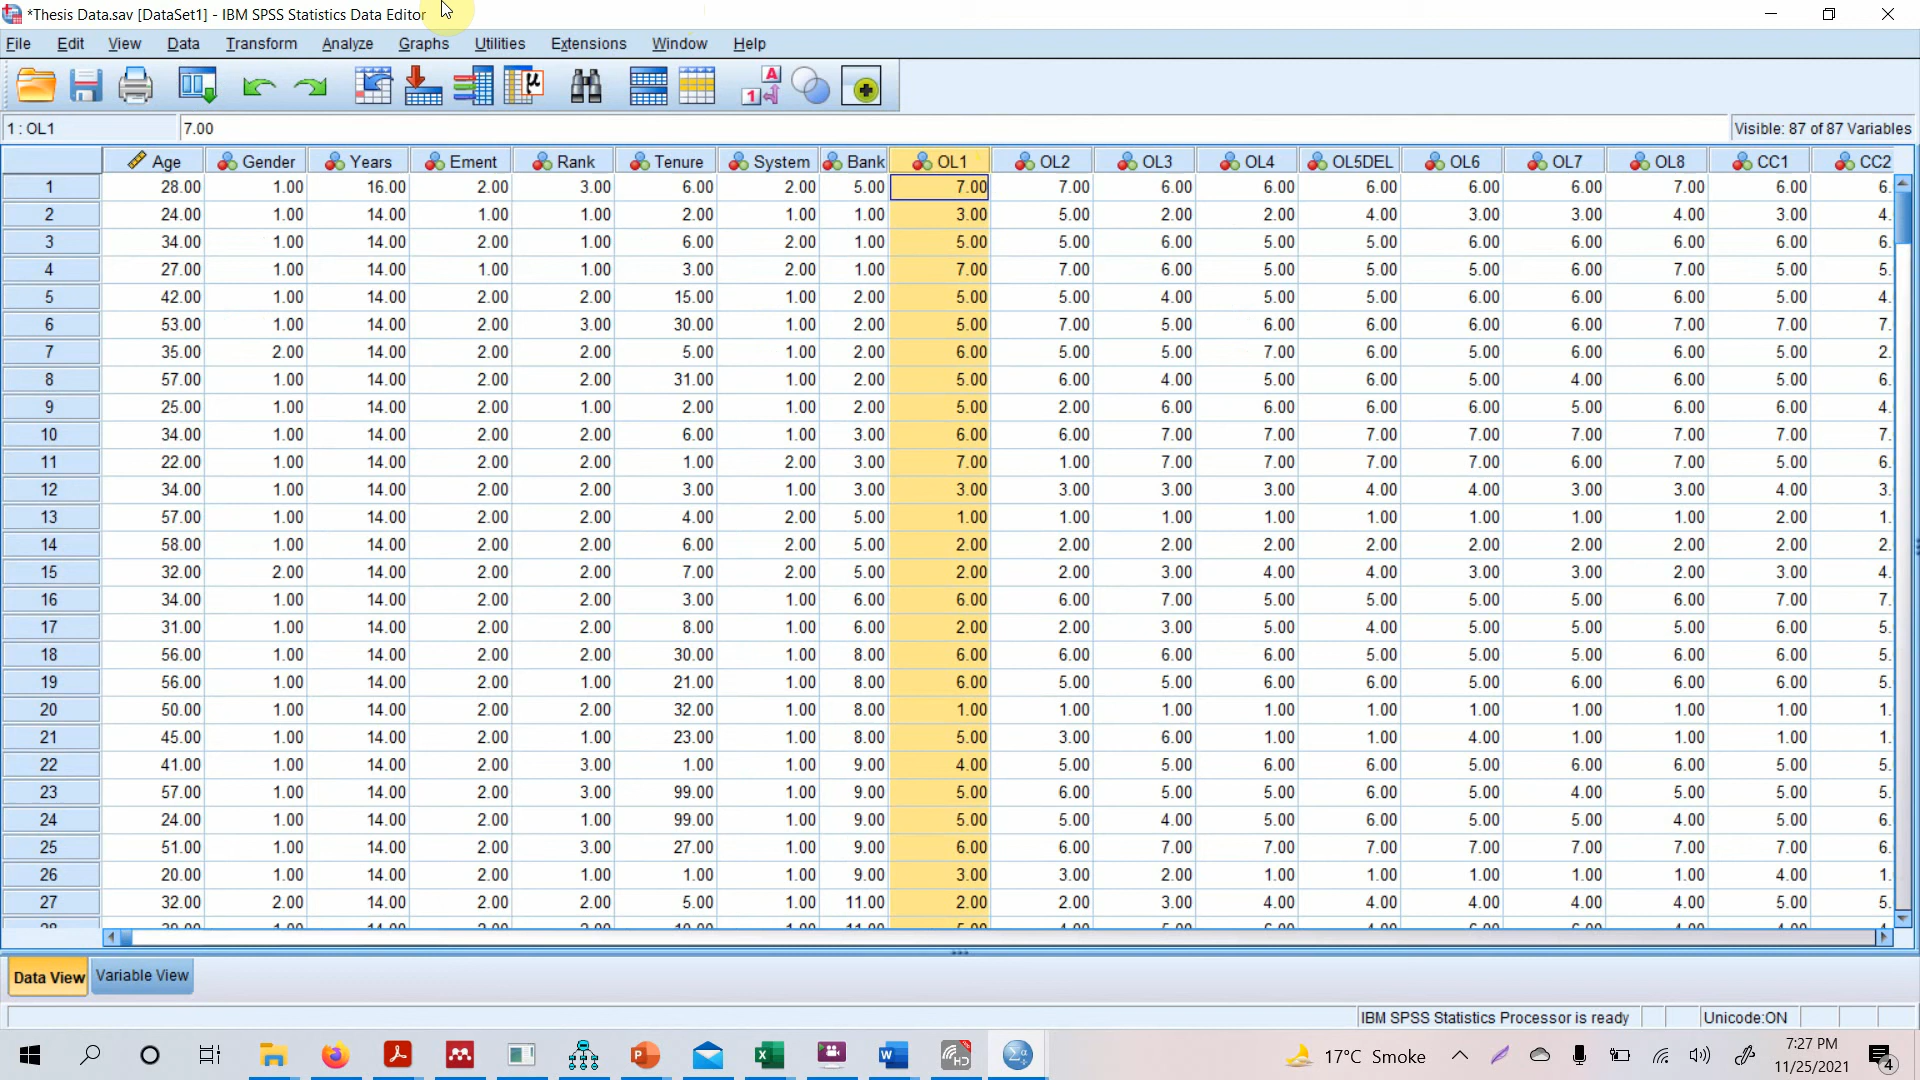 *Thesis Data.sav [DataSet1] - IBM SPSS Statistics Data Editor
File Edit View Data Transform Analyze Graphs Utilities Extensions Window Help
1 : OL1 7.00 Visible: 87 of 87 Variables
Age Gender Years Ement Rank Tenure System Bank OL1 OL2 OL3 OL4 OL5DEL OL6 OL7 OL8 CC1 CC2
1 28.00 1.00 16.00 2.00 3.00 6.00 2.00 5.00 7.00 7.00 6.00 6.00 6.00 6.00 6.00 7.00 6.00 6.
2 24.00 1.00 14.00 1.00 1.00 2.00 1.00 1.00 3.00 5.00 2.00 2.00 4.00 3.00 3.00 4.00 3.00 4.
3 34.00 1.00 14.00 2.00 1.00 6.00 2.00 1.00 5.00 5.00 6.00 5.00 5.00 6.00 6.00 6.00 6.00 6.
4 27.00 1.00 14.00 1.00 1.00 3.00 2.00 1.00 7.00 7.00 6.00 5.00 5.00 5.00 6.00 7.00 5.00 5.
5 42.00 1.00 14.00 2.00 2.00 15.00 1.00 2.00 5.00 5.00 4.00 5.00 5.00 6.00 6.00 6.00 5.00 4.
6 53.00 1.00 14.00 2.00 3.00 30.00 1.00 2.00 5.00 7.00 5.00 6.00 6.00 6.00 6.00 7.00 7.00 7.
7 35.00 2.00 14.00 2.00 2.00 5.00 1.00 2.00 6.00 5.00 5.00 7.00 6.00 5.00 6.00 6.00 5.00 2.
8 57.00 1.00 14.00 2.00 2.00 31.00 1.00 2.00 5.00 6.00 4.00 5.00 6.00 5.00 4.00 6.00 5.00 6.
9 25.00 1.00 14.00 2.00 1.00 2.00 1.00 2.00 5.00 2.00 6.00 6.00 6.00 6.00 5.00 6.00 6.00 4.
10 34.00 1.00 14.00 2.00 2.00 6.00 1.00 3.00 6.00 6.00 7.00 7.00 7.00 7.00 7.00 7.00 7.00 7.
11 22.00 1.00 14.00 2.00 2.00 1.00 2.00 3.00 7.00 1.00 7.00 7.00 7.00 7.00 6.00 7.00 5.00 6.
12 34.00 1.00 14.00 2.00 2.00 3.00 1.00 3.00 3.00 3.00 3.00 3.00 4.00 4.00 3.00 3.00 4.00 3.
13 57.00 1.00 14.00 2.00 2.00 4.00 2.00 5.00 1.00 1.00 1.00 1.00 1.00 1.00 1.00 1.00 2.00 1.
14 58.00 1.00 14.00 2.00 2.00 6.00 2.00 5.00 2.00 2.00 2.00 2.00 2.00 2.00 2.00 2.00 2.00 2.
15 32.00 2.00 14.00 2.00 2.00 7.00 2.00 5.00 2.00 2.00 3.00 4.00 4.00 3.00 3.00 2.00 3.00 4.
16 34.00 1.00 14.00 2.00 2.00 3.00 1.00 6.00 6.00 6.00 7.00 5.00 5.00 5.00 5.00 6.00 7.00 7.
17 31.00 1.00 14.00 2.00 2.00 8.00 1.00 6.00 2.00 2.00 3.00 5.00 4.00 5.00 5.00 5.00 6.00 5.
18 56.00 1.00 14.00 2.00 2.00 30.00 1.00 8.00 6.00 6.00 6.00 6.00 5.00 5.00 5.00 6.00 6.00 5.
19 56.00 1.00 14.00 2.00 1.00 21.00 1.00 8.00 6.00 5.00 5.00 6.00 6.00 5.00 6.00 6.00 6.00 5.
20 50.00 1.00 14.00 2.00 2.00 32.00 1.00 8.00 1.00 1.00 1.00 1.00 1.00 1.00 1.00 1.00 1.00 1.
21 45.00 1.00 14.00 2.00 1.00 23.00 1.00 8.00 5.00 3.00 6.00 1.00 1.00 4.00 1.00 1.00 1.00 1.
22 41.00 1.00 14.00 2.00 3.00 1.00 1.00 9.00 4.00 5.00 5.00 6.00 6.00 5.00 6.00 6.00 5.00 5.
23 57.00 1.00 14.00 2.00 3.00 99.00 1.00 9.00 5.00 6.00 5.00 5.00 6.00 5.00 4.00 5.00 5.00 5.
24 24.00 1.00 14.00 2.00 1.00 99.00 1.00 9.00 5.00 5.00 4.00 5.00 6.00 5.00 5.00 4.00 5.00 6.
25 51.00 1.00 14.00 2.00 3.00 27.00 1.00 9.00 6.00 6.00 7.00 7.00 7.00 7.00 7.00 7.00 7.00 6.
26 20.00 1.00 14.00 2.00 1.00 1.00 1.00 9.00 3.00 3.00 2.00 1.00 1.00 1.00 1.00 1.00 4.00 1.
27 32.00 2.00 14.00 2.00 2.00 5.00 1.00 11.00 2.00 2.00 3.00 4.00 4.00 4.00 4.00 4.00 5.00 5.
Data View Variable View
IBM SPSS Statistics Processor is ready Unicode:ON
17°C Smoke
7:27 PM
11/25/2021
4